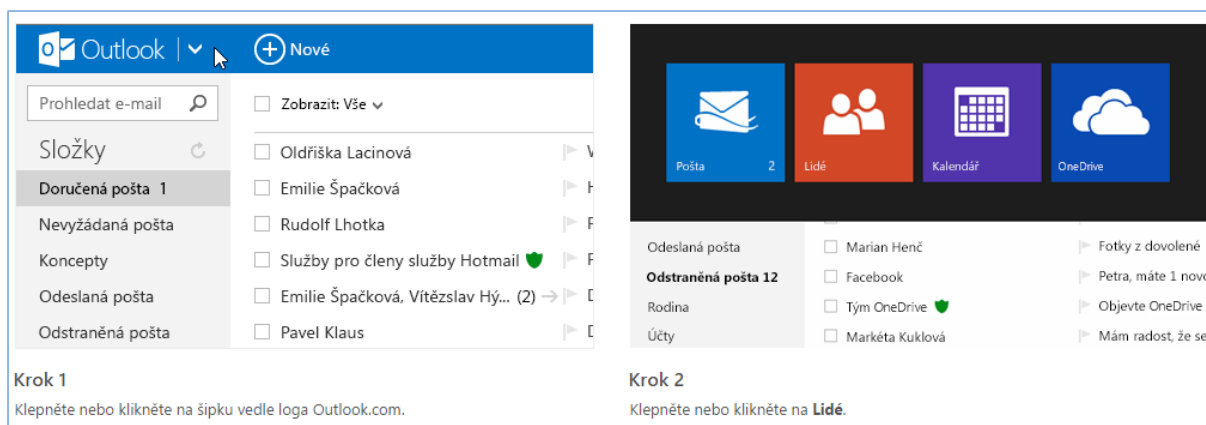 Outlook
Nové
Prohledat e-mail
Zobrazit: Vše
Složky
Oldřiška Lacinová
Doručená pošta 1
Emilie Špačková
Nevyžádaná pošta
Rudolf Lhotka
Koncepty
Služby pro členy služby Hotmail
Odeslaná pošta
Emilie Špačková, Vítězslav Hý... (2)
Odstraněná pošta
Pavel Klaus
Krok 1
Klepněte nebo klikněte na šipku vedle loga Outlook.com.
Pošta 2
Lidé
Kalendář
OneDrive
Odeslaná pošta
Marian Henč
Fotky z dovolené
Odstraněná pošta 12
Facebook
Petra, máte 1 novo
Rodina
Tým OneDrive
Objevte OneDrive
Účty
Markéta Kuklová
Mám radost, že se
Krok 2
Klepněte nebo klikněte na Lidé.